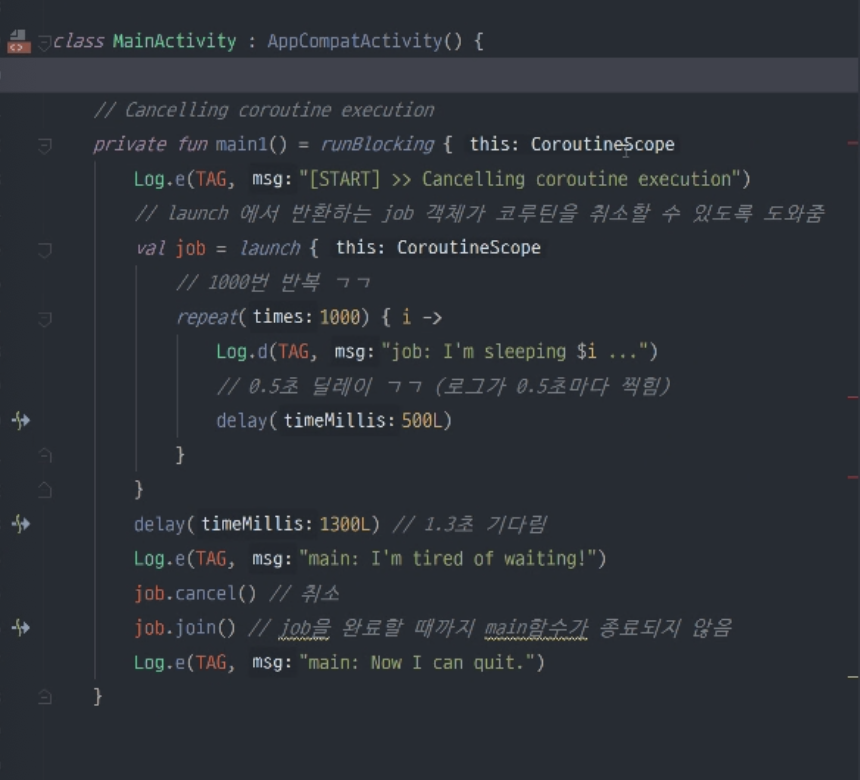 class MainActivity : AppCompatActivity() {
// Cancelling coroutine execution
private fun main1() = runBlocking { this: CoroutineScope
Log.e(TAG, msg: "[START] >> Cancelling coroutine execution")
// launch 에서 반환하는 job 객체가 코루틴을 취소할 수 있도록 도와줌
val job = launch { this: CoroutineScope
// 1000번 반복 ㄱㄱ
repeat( times: 1000) { i ->
Log.d(TAG, msg: "job: I'm sleeping $i ...")
// 0.5초 딜레이 ㄱㄱ (로그가 0.5초마다 찍힘)
delay( timeMillis: 500L)
}
}
delay( timeMillis: 1300L) // 1.3초 기다림
Log.e(TAG, msg: "main: I'm tired of waiting!")
job.cancel() // 취소
job.join() // job을 완료할 때까지 main함수가 종료되지 않음
Log.e(TAG, msg: "main: Now I can quit.")
}